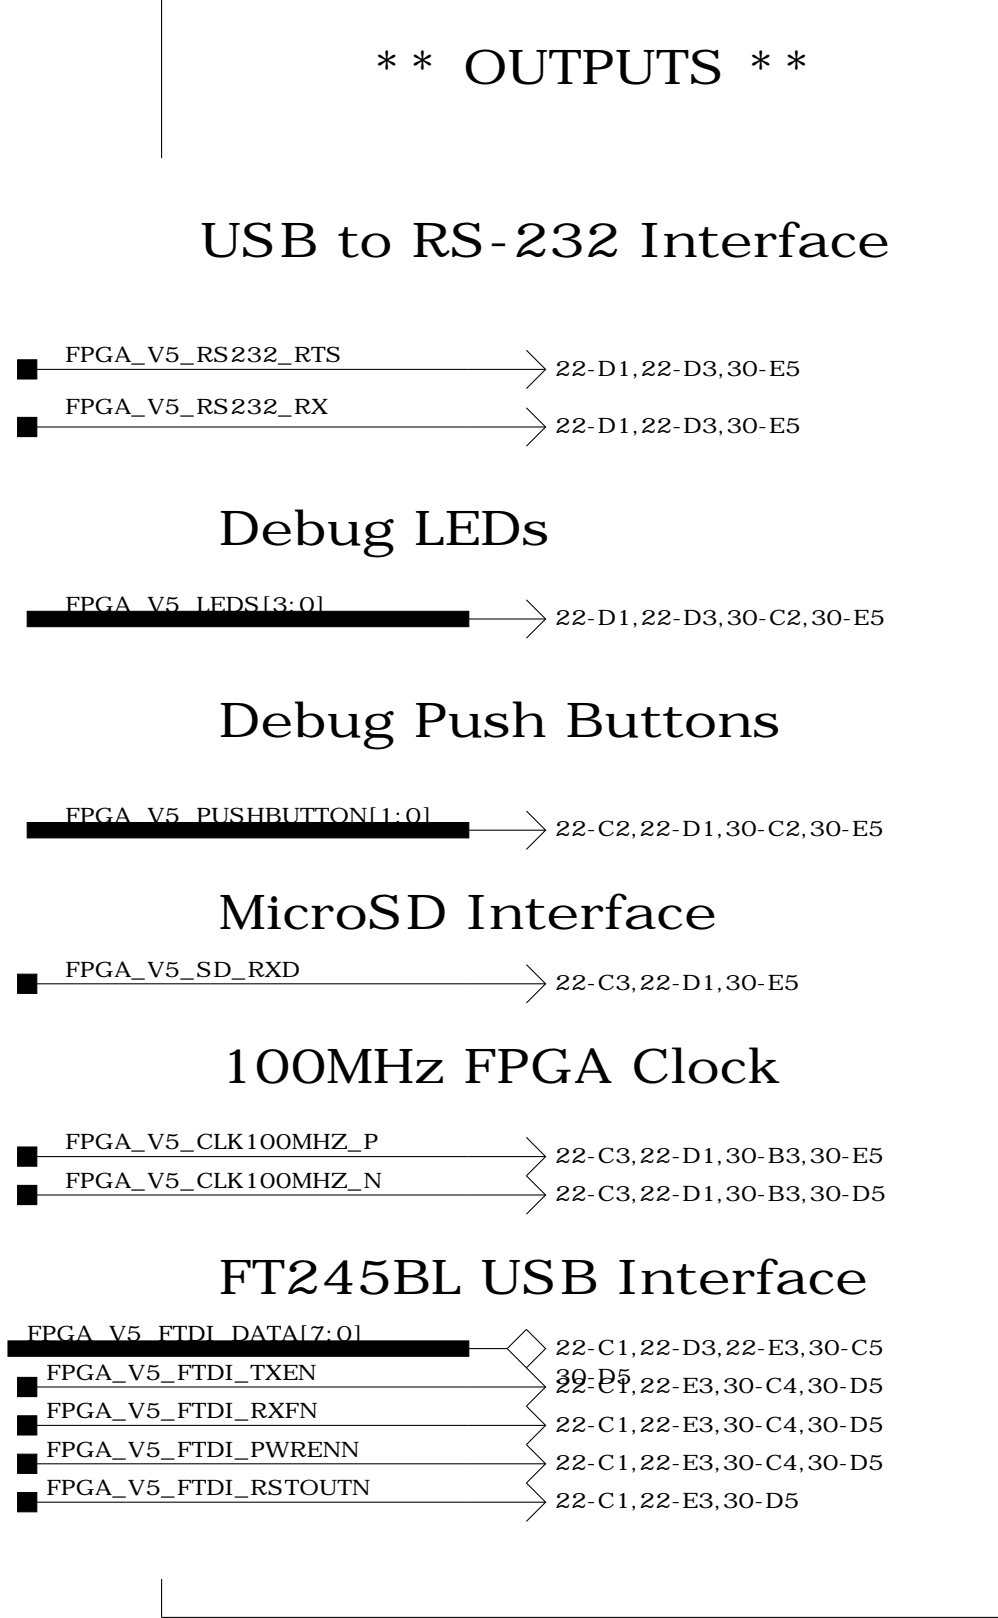 ** OUTPUTS **
USB to RS-232 Interface
FPGA_V5_RS232_RTS 22-D1,22-D3,30-E5
FPGA_V5_RS232_RX 22-D1,22-D3,30-E5
Debug LEDs
FPGA_V5_LEDS[3:0] 22-D1,22-D3,30-C2,30-E5
Debug Push Buttons
FPGA_V5_PUSHBUTTON[1:0] 22-C2,22-D1,30-C2,30-E5
MicroSD Interface
FPGA_V5_SD_RXD 22-C3,22-D1,30-E5
100MHz FPGA Clock
FPGA_V5_CLK100MHZ_P 22-C3,22-D1,30-B3,30-E5
FPGA_V5_CLK100MHZ_N 22-C3,22-D1,30-B3,30-D5
FT245BL USB Interface
FPGA_V5_FTDI_DATA[7:0] 22-C1,22-D3,22-E3,30-C5
30-D5
FPGA_V5_FTDI_TXEN 22-C1,22-E3,30-C4,30-D5
FPGA_V5_FTDI_RXFN 22-C1,22-E3,30-C4,30-D5
FPGA_V5_FTDI_PWRENN 22-C1,22-E3,30-C4,30-D5
FPGA_V5_FTDI_RSTOUTN 22-C1,22-E3,30-D5